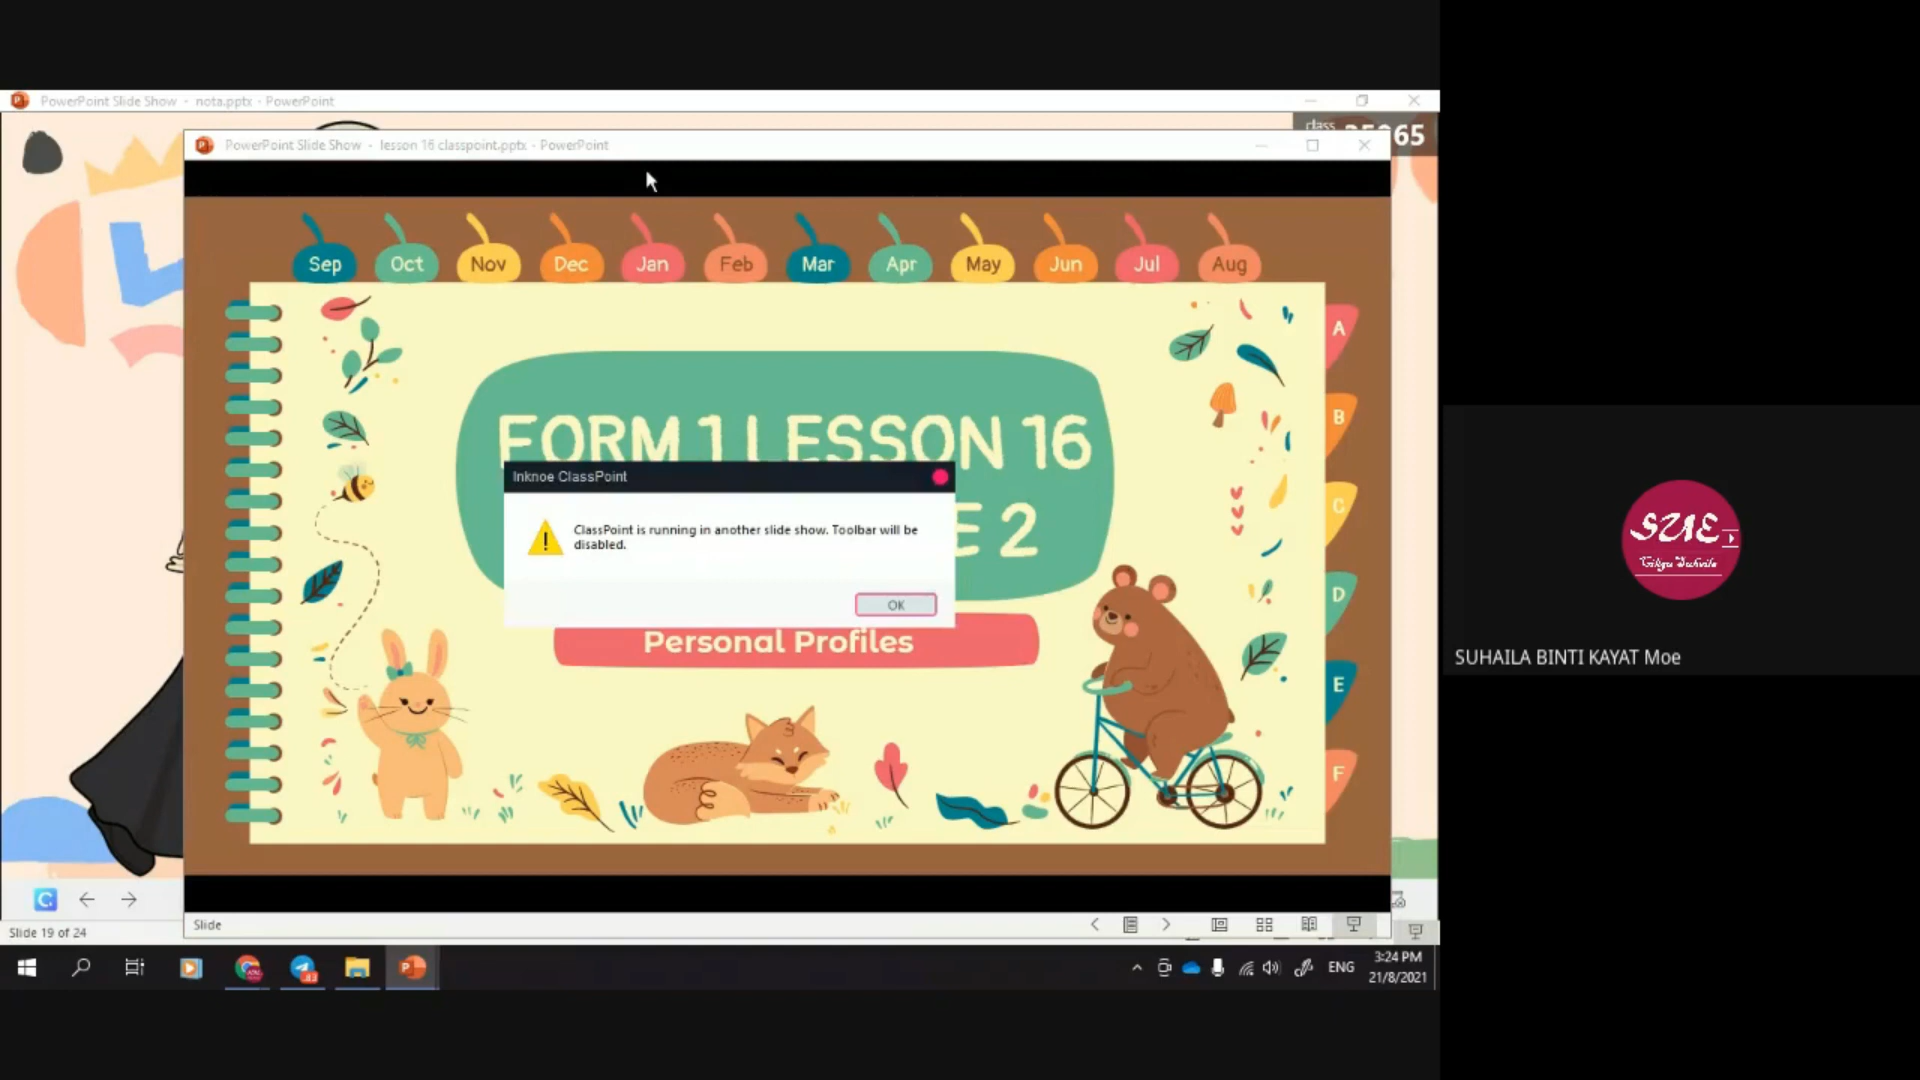 PowerPoint Slide Show - nota.pptx - PowerPoint
class
65
PowerPoint Slide Show - lesson 16 classpoint.pptx - PowerPoint
Sep
Oct
Nov
Dec
Jan
Feb
Mar
Apr
May
Jun
Jul
Aug
A
B
C
D
E
F
FORM 1 LESSON 16
E 2
Inknoe ClassPoint
ClassPoint is running in another slide show. Toolbar will be
disabled.
OK
Personal Profiles
Slide
Slide 19 of 24
ENG
3:24 PM
21/8/2021
SUHAILA BINTI KAYAT Moe